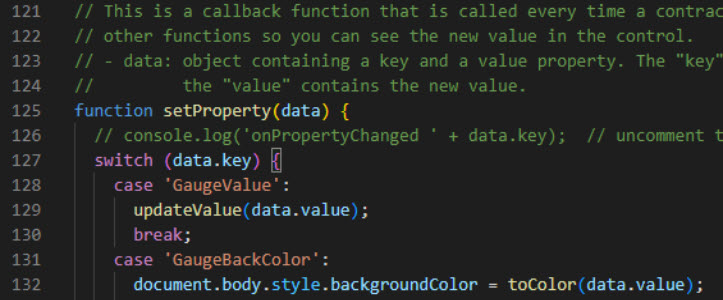 121 // This is a callback function that is called every time a contrac
122 // other functions so you can see the new value in the control.
123 // - data: object containing a key and a value property. The "key"
124 //         the "value" contains the new value.
125 function setProperty(data) {
126   // console.log('onPropertyChanged ' + data.key);  // uncomment t
127   switch (data.key) {
128     case 'GaugeValue':
129       updateValue(data.value);
130       break;
131     case 'GaugeBackColor':
132       document.body.style.backgroundColor = toColor(data.value);